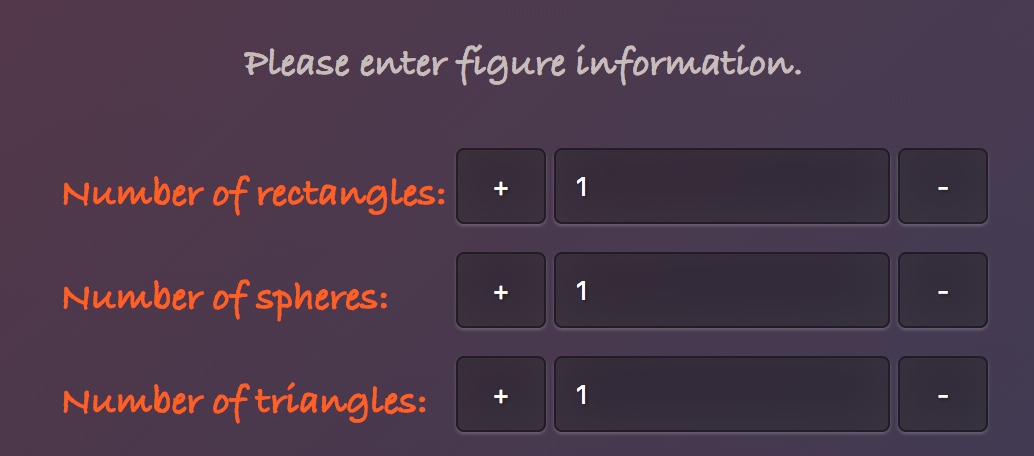 Please enter figure information.
Number of rectangles: + 1 -
Number of spheres: + 1 -
Number of triangles: + 1 -